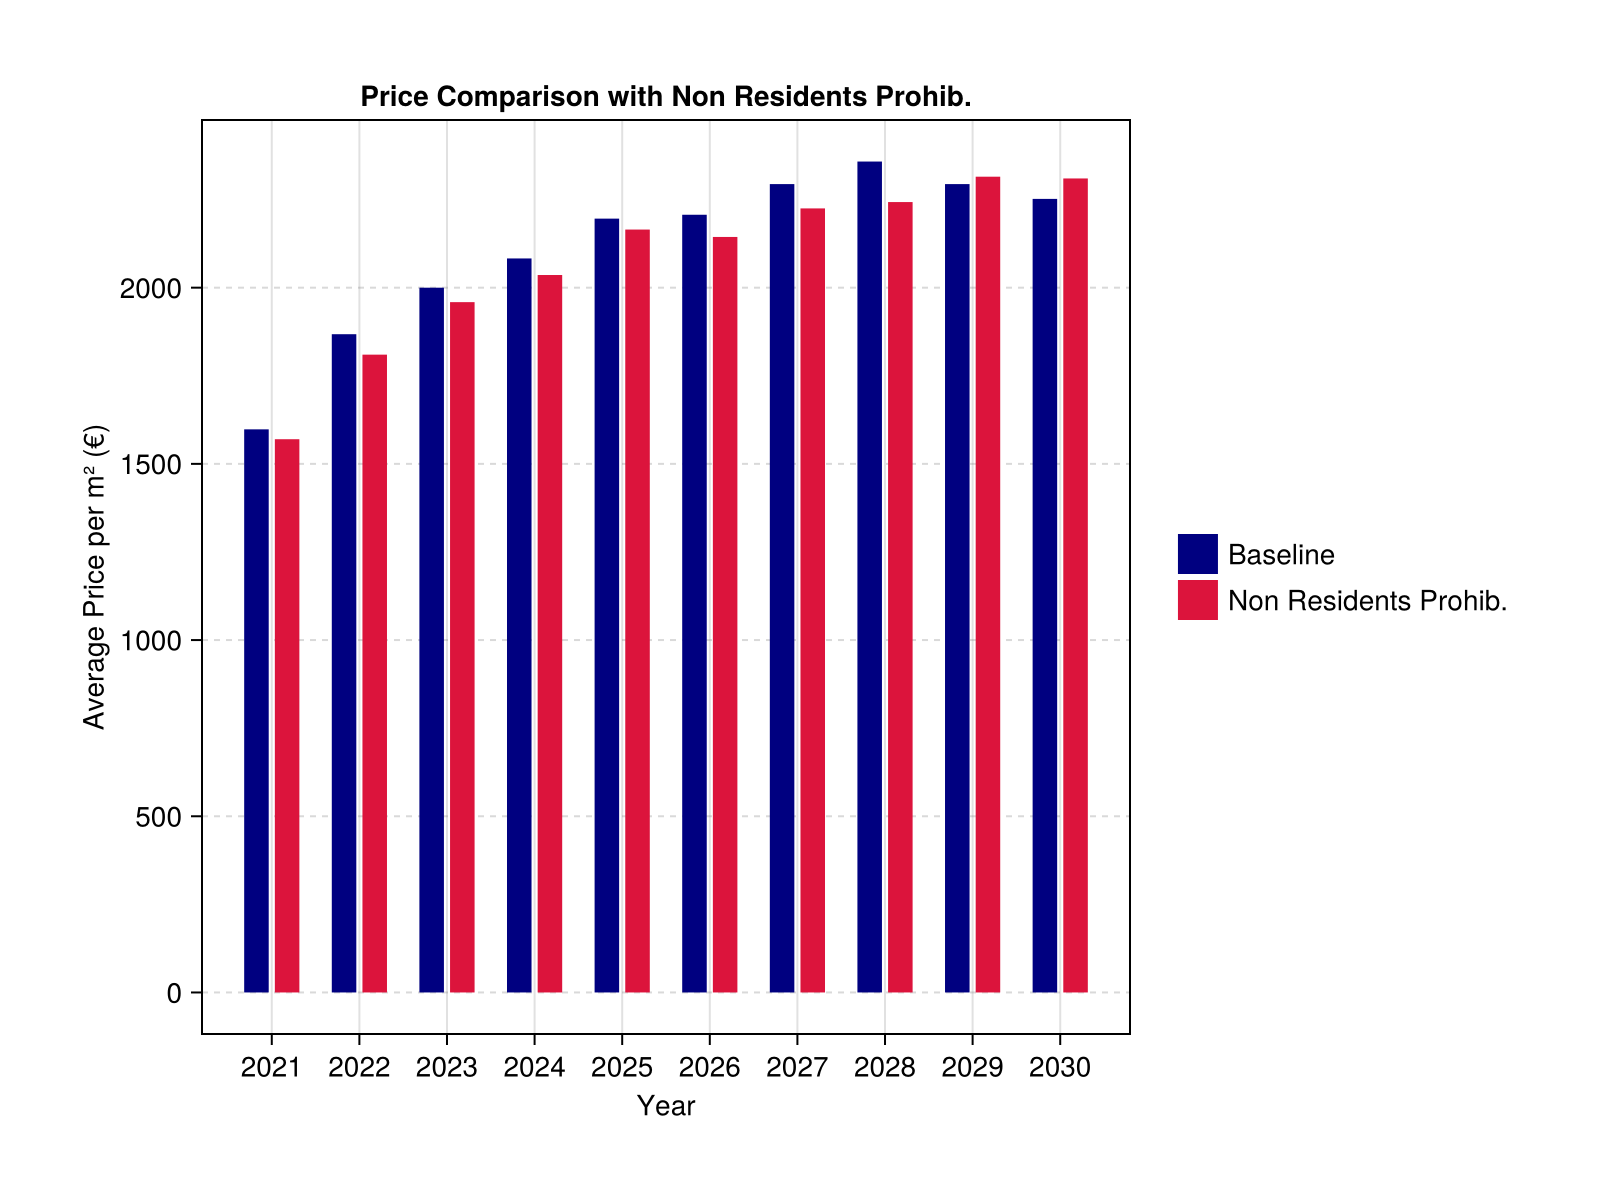 Price Comparison with Non Residents Prohib.
Average Price per m² (€)
2000
1500
1000
500
0
2021 2022 2023 2024 2025 2026 2027 2028 2029 2030
Year
Baseline
Non Residents Prohib.